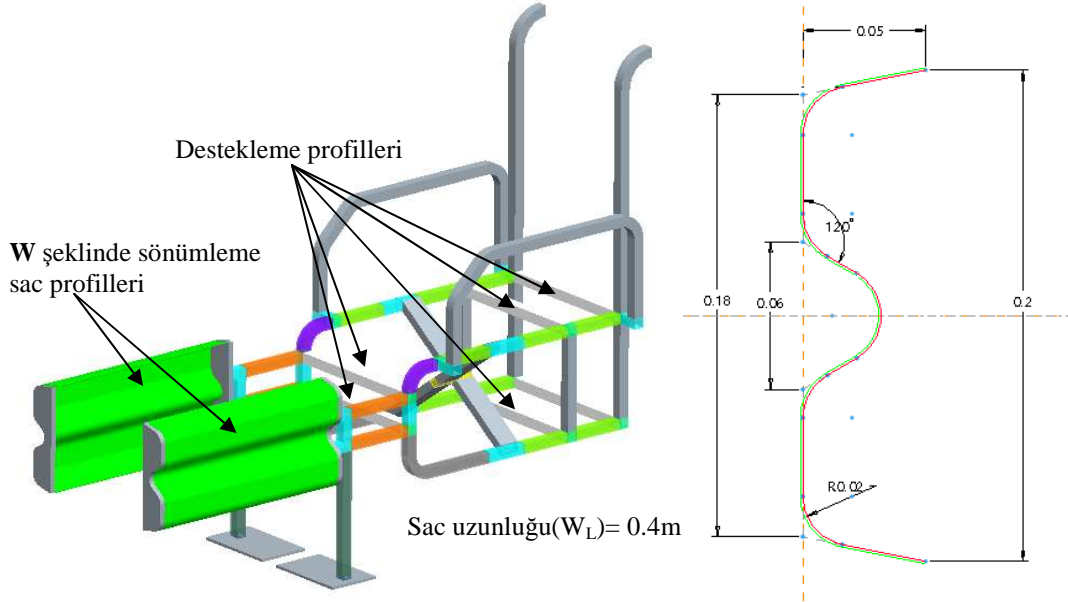 Destekleme profilleri
W şeklinde sönümleme
sac profilleri
Sac uzunluğu(WL)= 0.4m
0.05
120°
0.18
0.06
0.2
R0.02